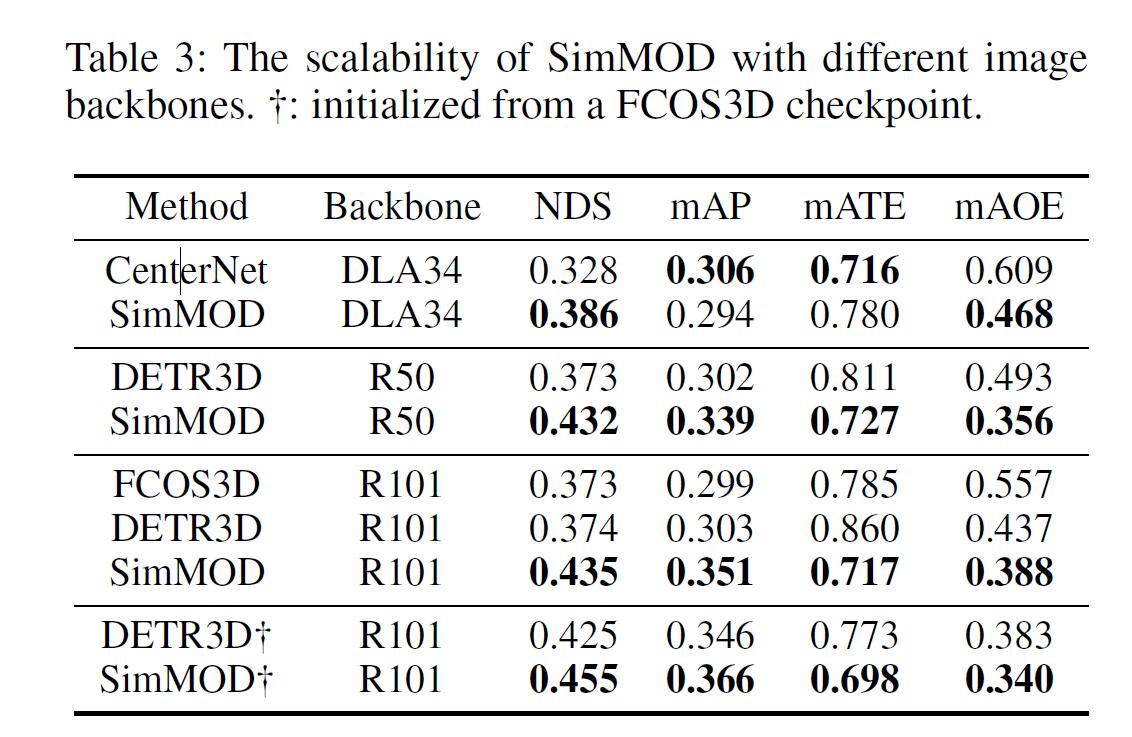 Table 3: The scalability of SimMOD with different image
backbones. †: initialized from a FCOS3D checkpoint.
Method Backbone NDS mAP mATE mAOE
CenterNet DLA34 0.328 0.306 0.716 0.609
SimMOD DLA34 0.386 0.294 0.780 0.468
DETR3D R50 0.373 0.302 0.811 0.493
SimMOD R50 0.432 0.339 0.727 0.356
FCOS3D R101 0.373 0.299 0.785 0.557
DETR3D R101 0.374 0.303 0.860 0.437
SimMOD R101 0.435 0.351 0.717 0.388
DETR3D† R101 0.425 0.346 0.773 0.383
SimMOD† R101 0.455 0.366 0.698 0.340